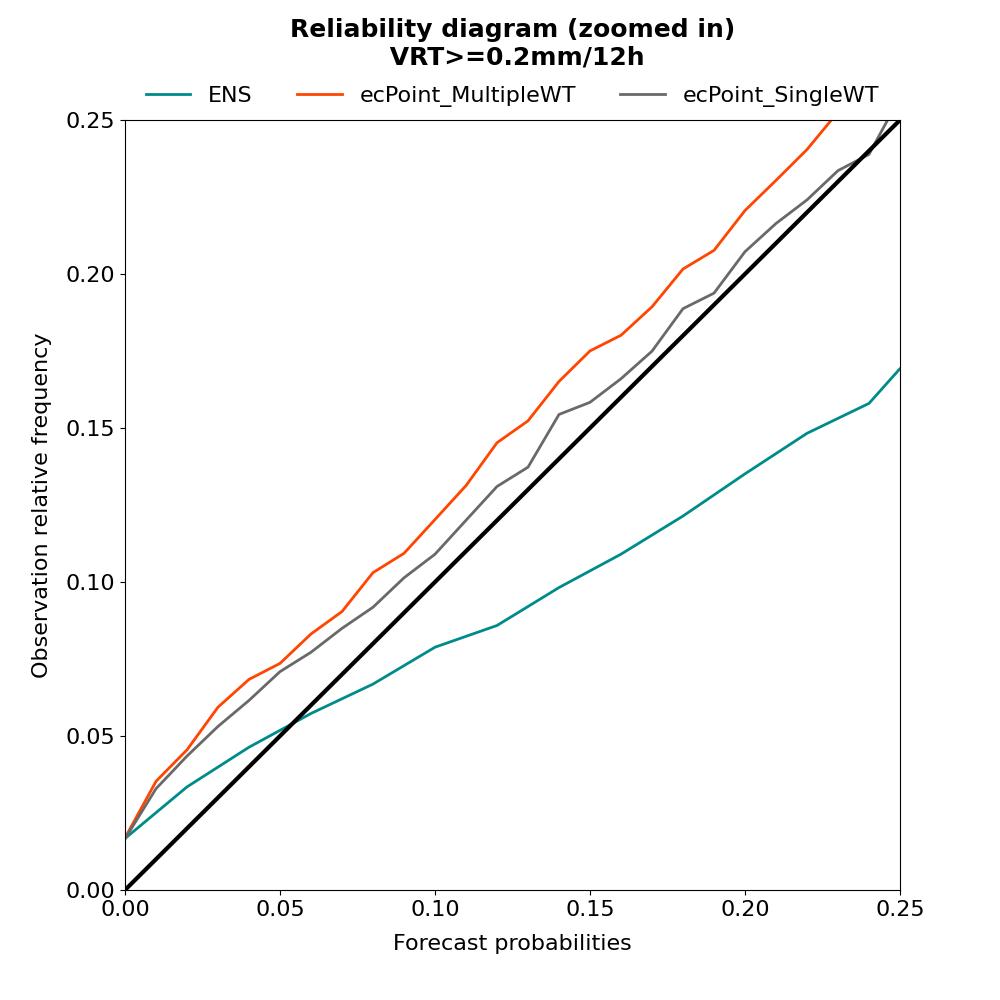 Reliability diagram (zoomed in)
VRT>=0.2mm/12h
ENS ecPoint_MultipleWT ecPoint_SingleWT
0.25
0.20
0.15
0.10
0.05
0.00
Observation relative frequency
0.00 0.05 0.10 0.15 0.20 0.25
Forecast probabilities